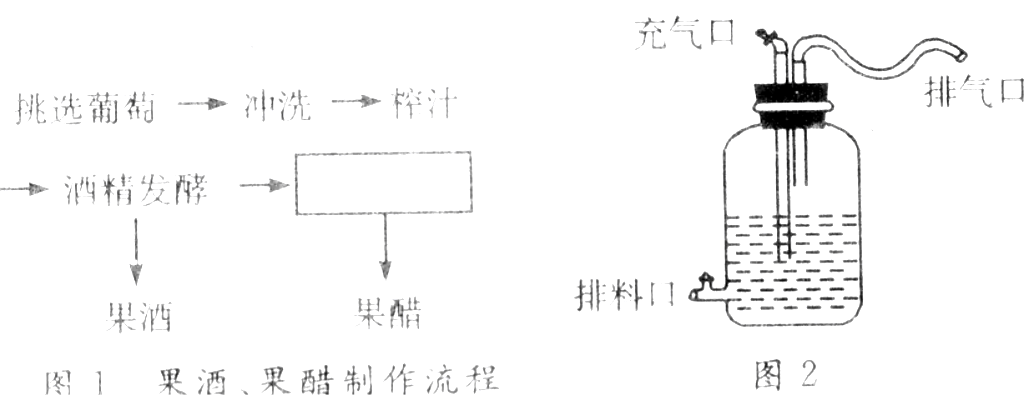 挑选葡萄 → 冲洗 → 榨汁
→ 酒精发酵 →
果酒 果醋
图 1 果酒、果醋制作流程
充气口
排气口
排料口
图 2